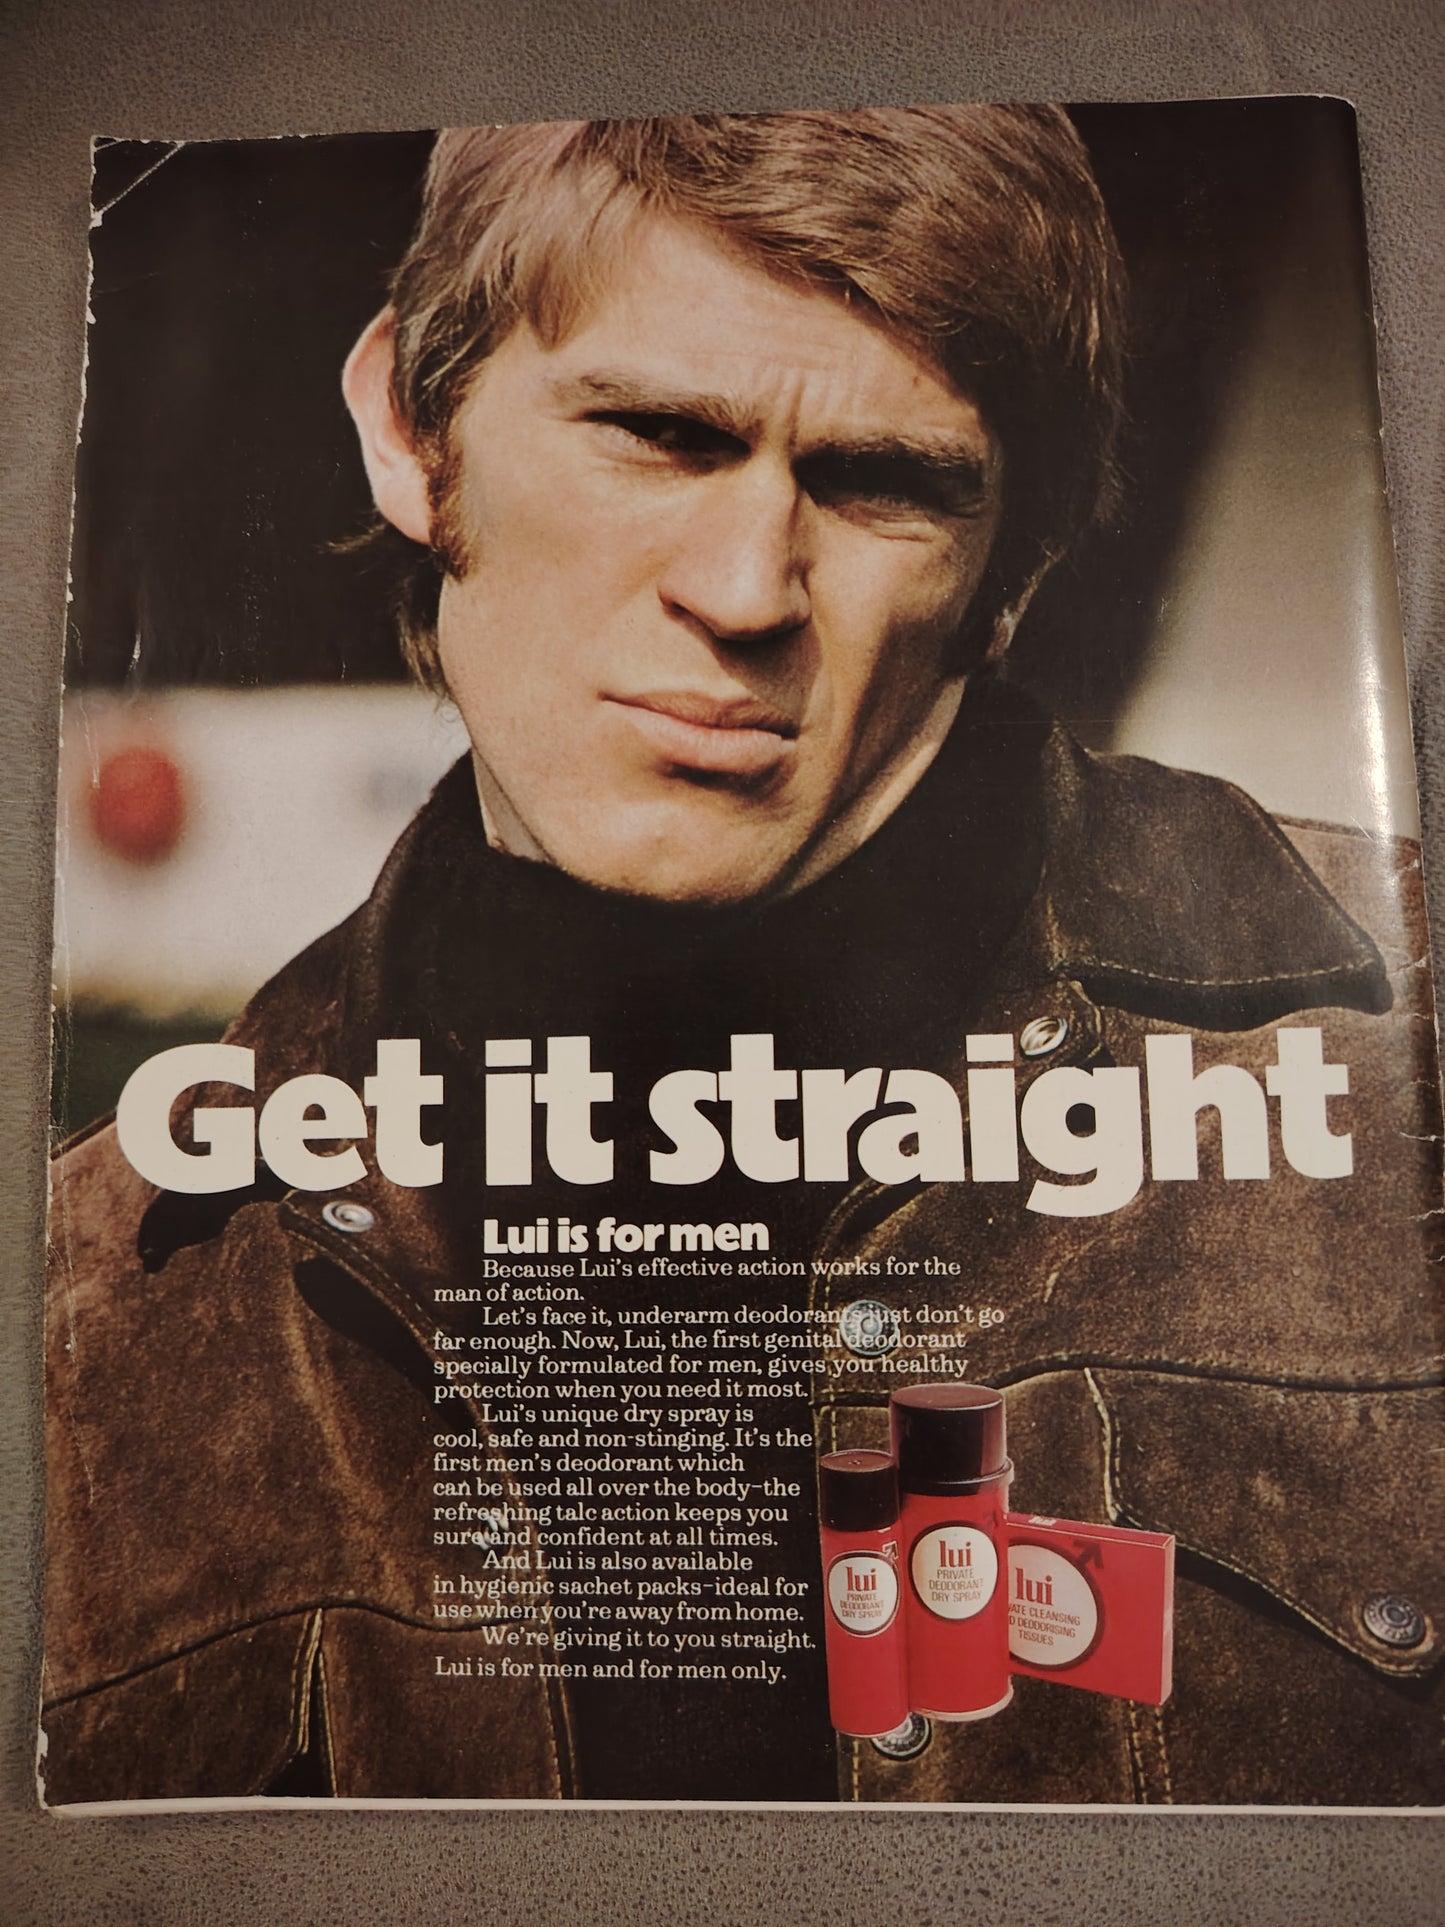 Get it straight
Lui is for men
Because Lui's effective action works for the
man of action.
Let's face it, underarm deodorants just don't go
far enough. Now, Lui, the first genital deodorant
specially formulated for men, gives you healthy
protection when you need it most.
Lui's unique dry spray is
cool, safe and non-stinging. It's the
first men's deodorant which
can be used all over the body-the
refreshing talc action keeps you
sure and confident at all times.
And Lui is also available
in hygienic sachet packs-ideal for
use when you're away from home.
We're giving it to you straight.
Lui is for men and for men only.
lui
PRIVATE
DEODORANT
DRY SPRAY
lui
PRIVATE
DEODORANT
DRY SPRAY
lui
VATE CLEANSING
D DEODORISING
TISSUES